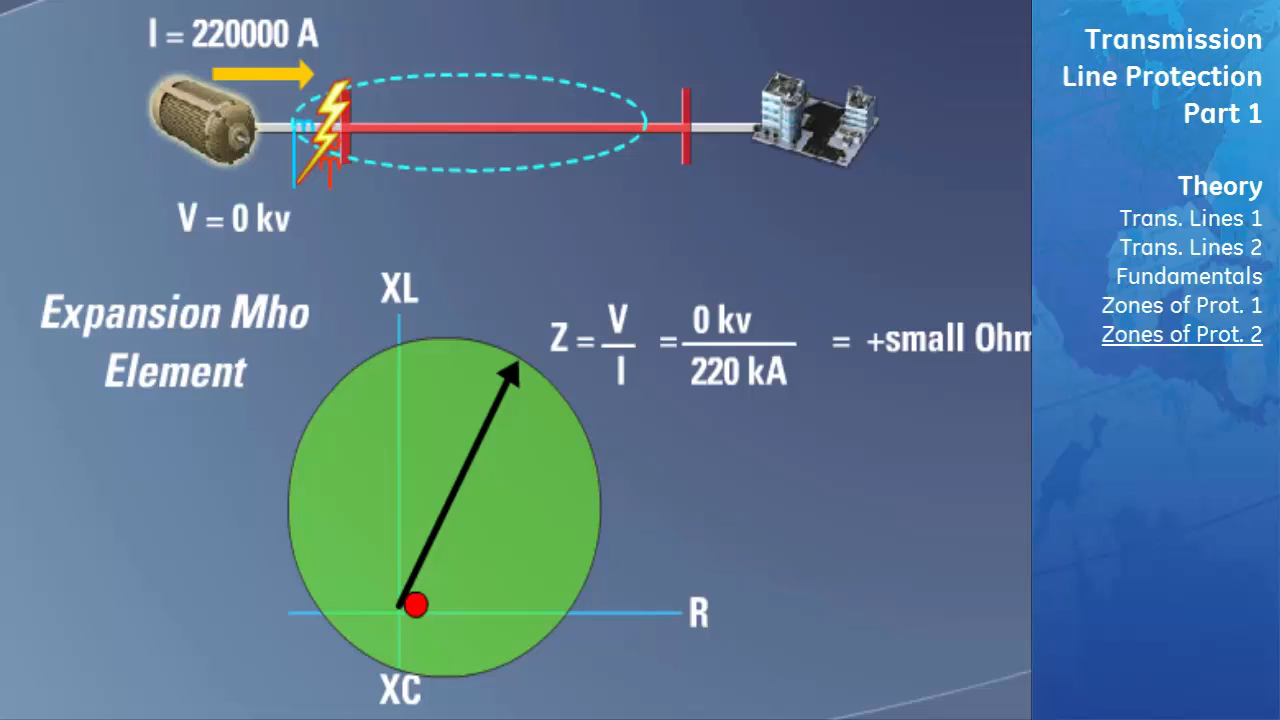 I = 220000 A
V = 0 kv
Expansion Mho
Element
XL
Z = V / I = 0 kv / 220 kA = +small Ohm
R
XC
Transmission
Line Protection
Part 1
Theory
Trans. Lines 1
Trans. Lines 2
Fundamentals
Zones of Prot. 1
Zones of Prot. 2